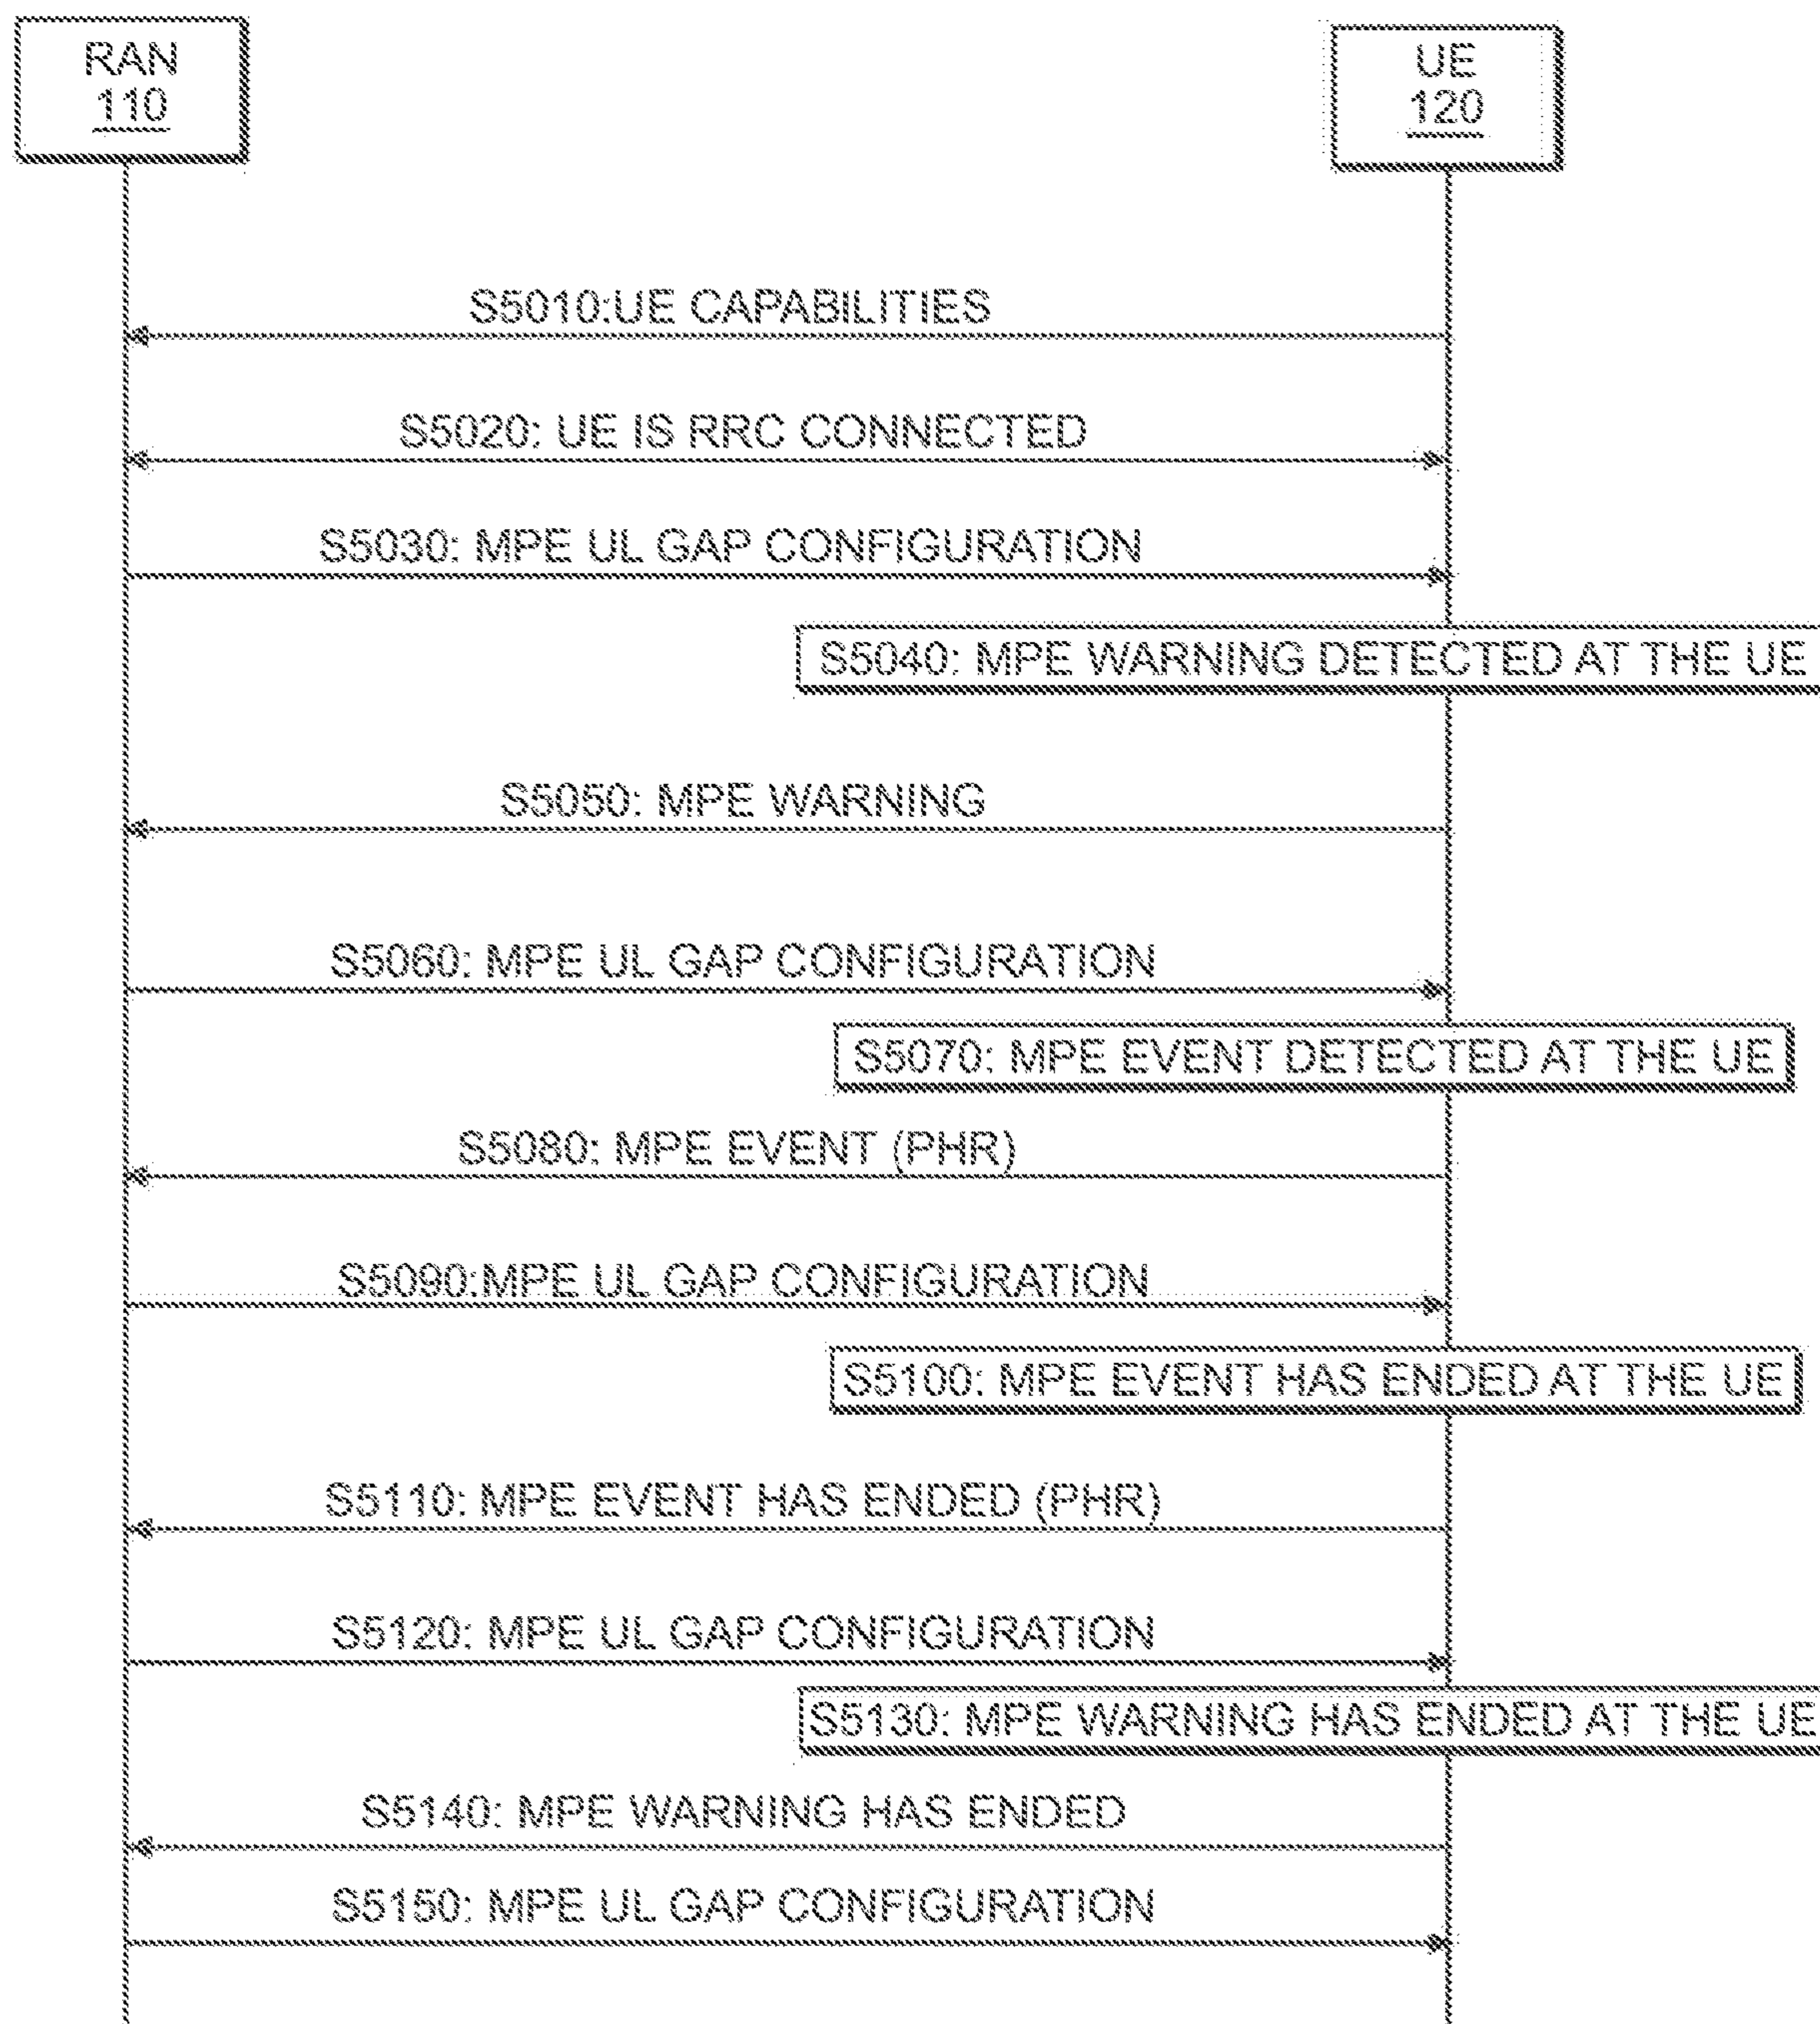 RAN
110
UE
120
S5010:UE CAPABILITIES
S5020: UE IS RRC CONNECTED
S5030: MPE UL GAP CONFIGURATION
S5040: MPE WARNING DETECTED AT THE UE
S5050: MPE WARNING
S5060: MPE UL GAP CONFIGURATION
S5070: MPE EVENT DETECTED AT THE UE
S5080: MPE EVENT (PHR)
S5090:MPE UL GAP CONFIGURATION
S5100: MPE EVENT HAS ENDED AT THE UE
S5110: MPE EVENT HAS ENDED (PHR)
S5120: MPE UL GAP CONFIGURATION
S5130: MPE WARNING HAS ENDED AT THE UE
S5140: MPE WARNING HAS ENDED
S5150: MPE UL GAP CONFIGURATION